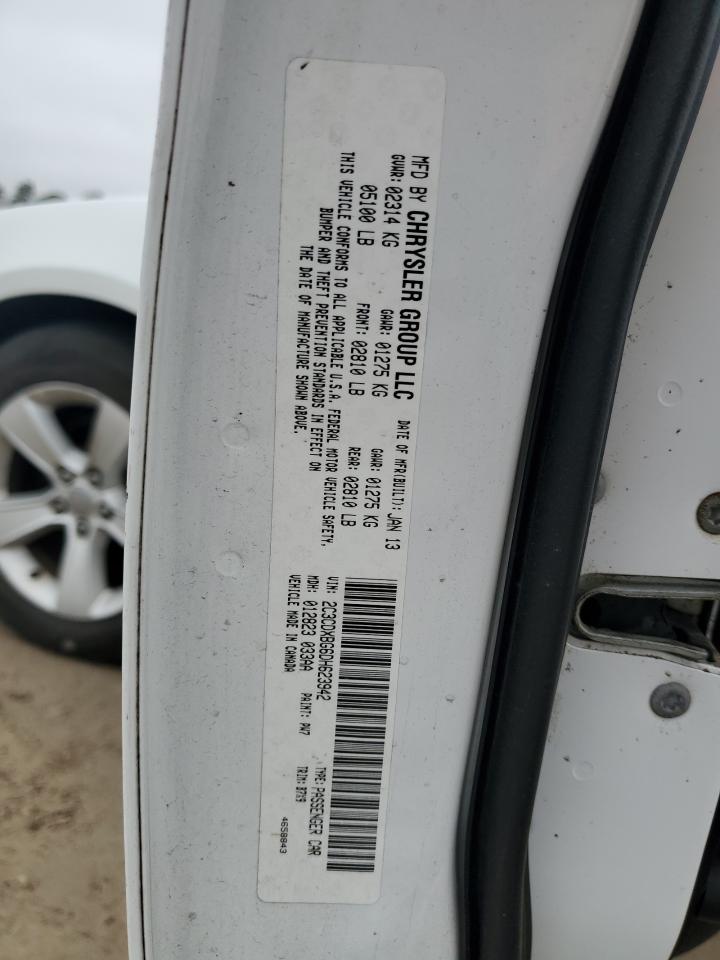 MFD BY CHRYSLER GROUP LLC DATE OF MFR(BUILT): JAN 13
GVWR: 02314 KG GAWR: 01275 KG GAWR: 01275 KG
05100 LB FRONT: 02810 LB REAR: 02810 LB
THIS VEHICLE CONFORMS TO ALL APPLICABLE U.S.A. FEDERAL MOTOR VEHICLE SAFETY,
BUMPER AND THEFT PREVENTION STANDARDS IN EFFECT ON
THE DATE OF MANUFACTURE SHOWN ABOVE.
VIN: 2C3CDXBG6DH623942 TYPE: PASSENGER CAR
MDH: 012823 033AA PAINT: PW7 TRIM: B7X9
VEHICLE MADE IN CANADA 4658843